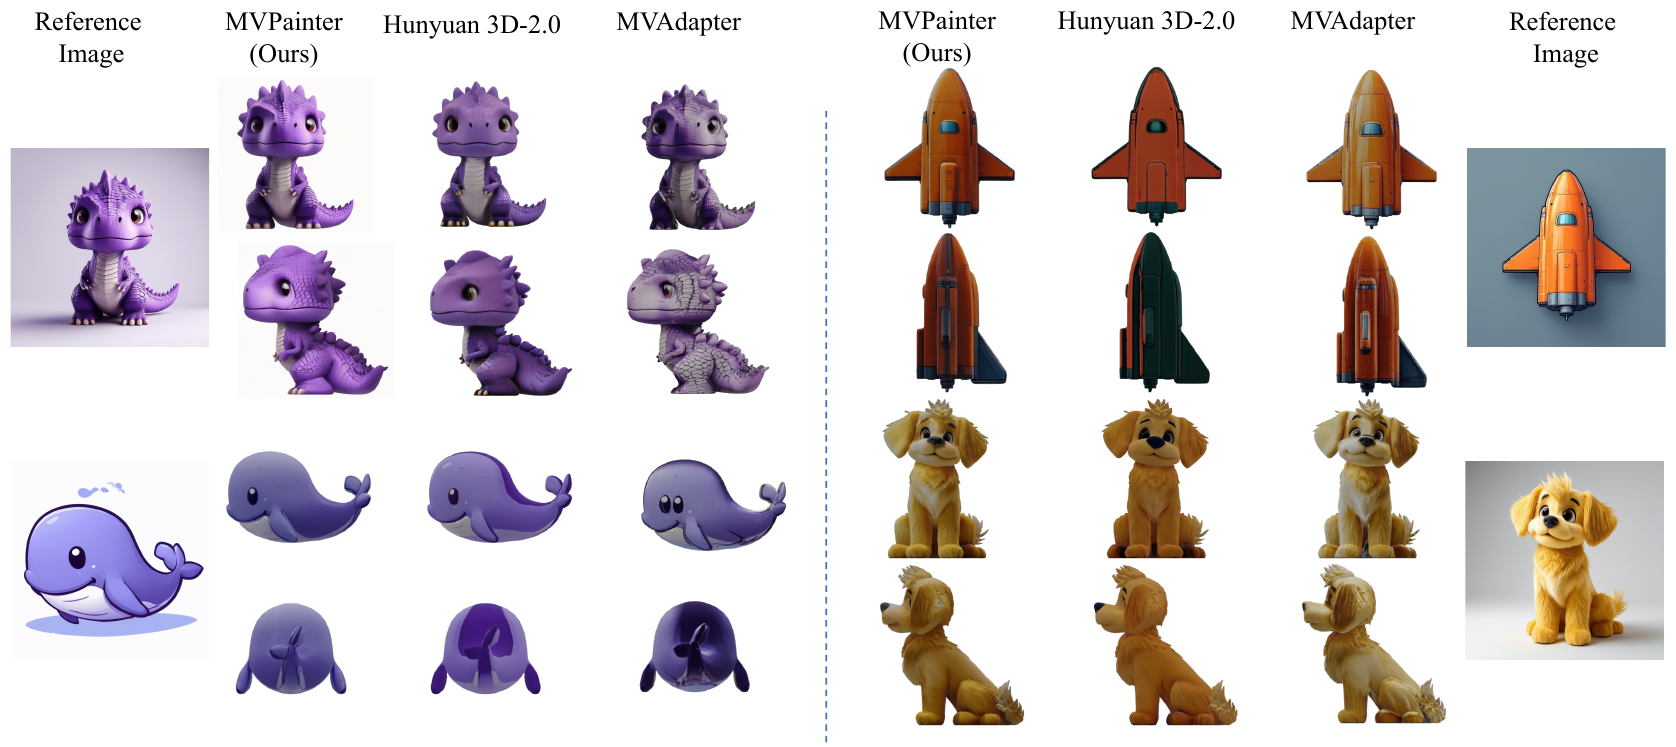 Reference
Image
MVPainter
(Ours)
Hunyuan 3D-2.0
MVAdapter
MVPainter
(Ours)
Hunyuan 3D-2.0
MVAdapter
Reference
Image